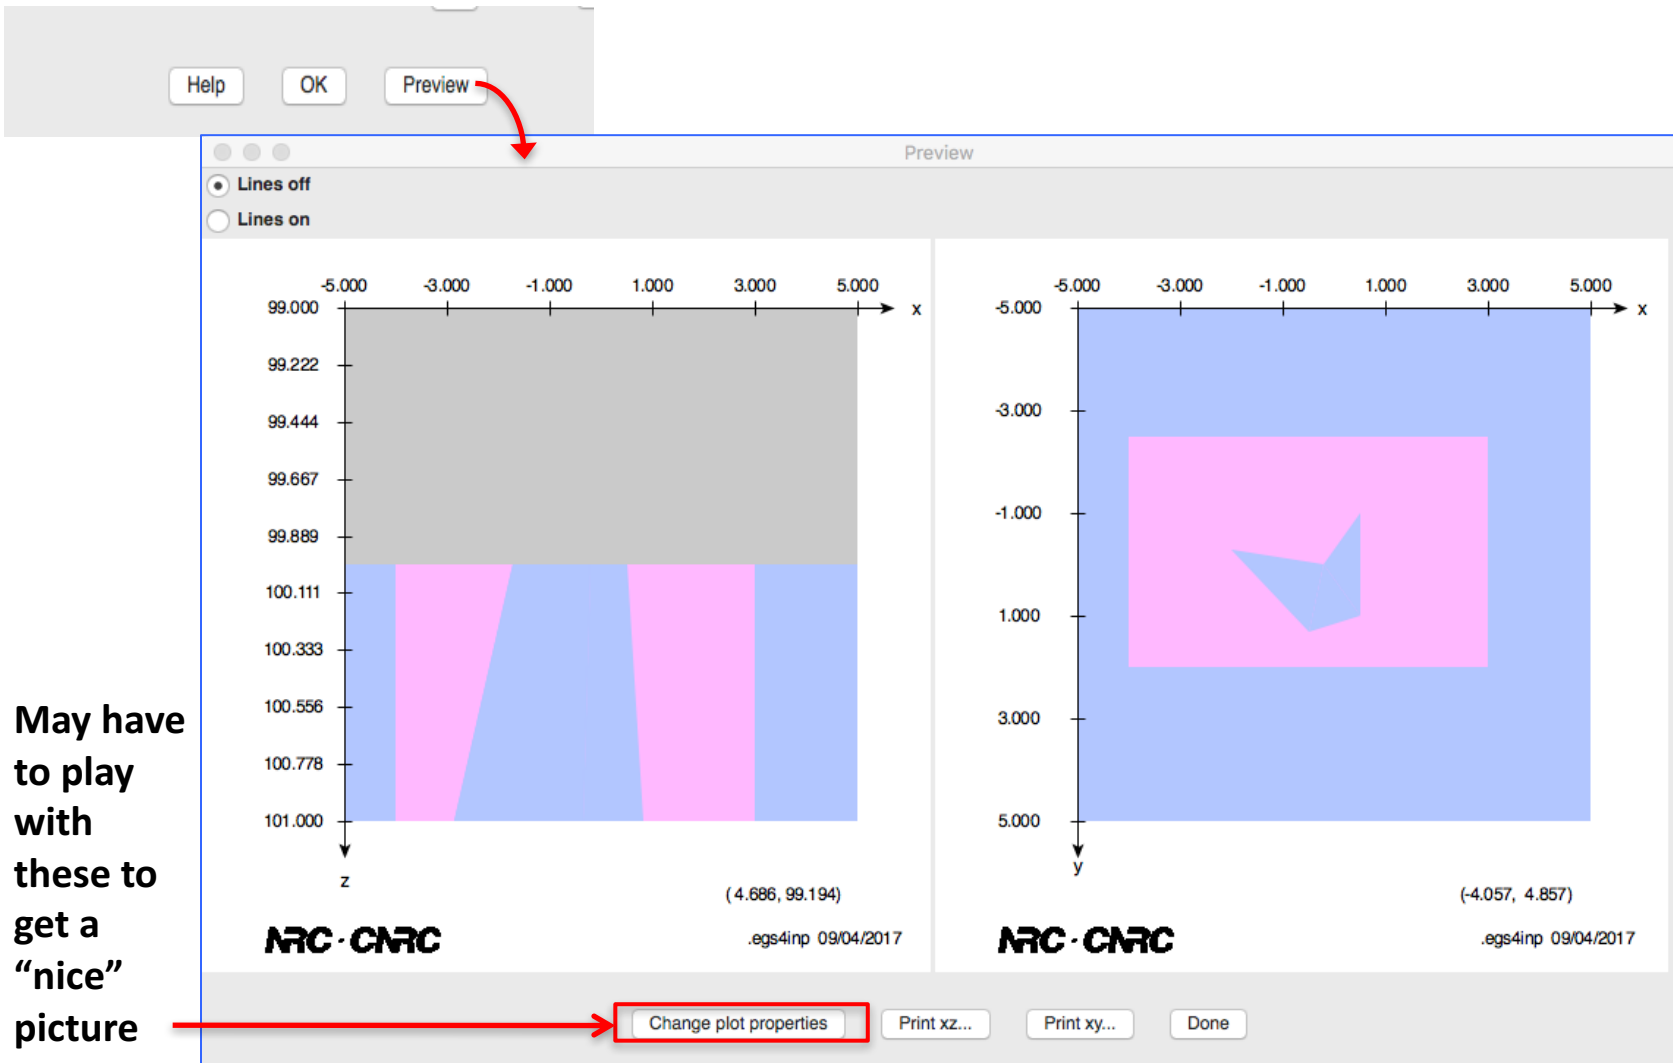 Help OK Preview
Preview
Lines off
Lines on
-5.000 -3.000 -1.000 1.000 3.000 5.000
x
99.000
99.222
99.444
99.667
99.889
100.111
100.333
100.556
100.778
101.000
z
(4.686, 99.194)
NRC·CNRC
.egs4inp 09/04/2017
-5.000 -3.000 -1.000 1.000 3.000 5.000
x
-5.000
-3.000
-1.000
1.000
3.000
5.000
y
(-4.057, 4.857)
NRC·CNRC
.egs4inp 09/04/2017
May have
to play
with
these to
get a
“nice”
picture
Change plot properties Print xz... Print xy... Done